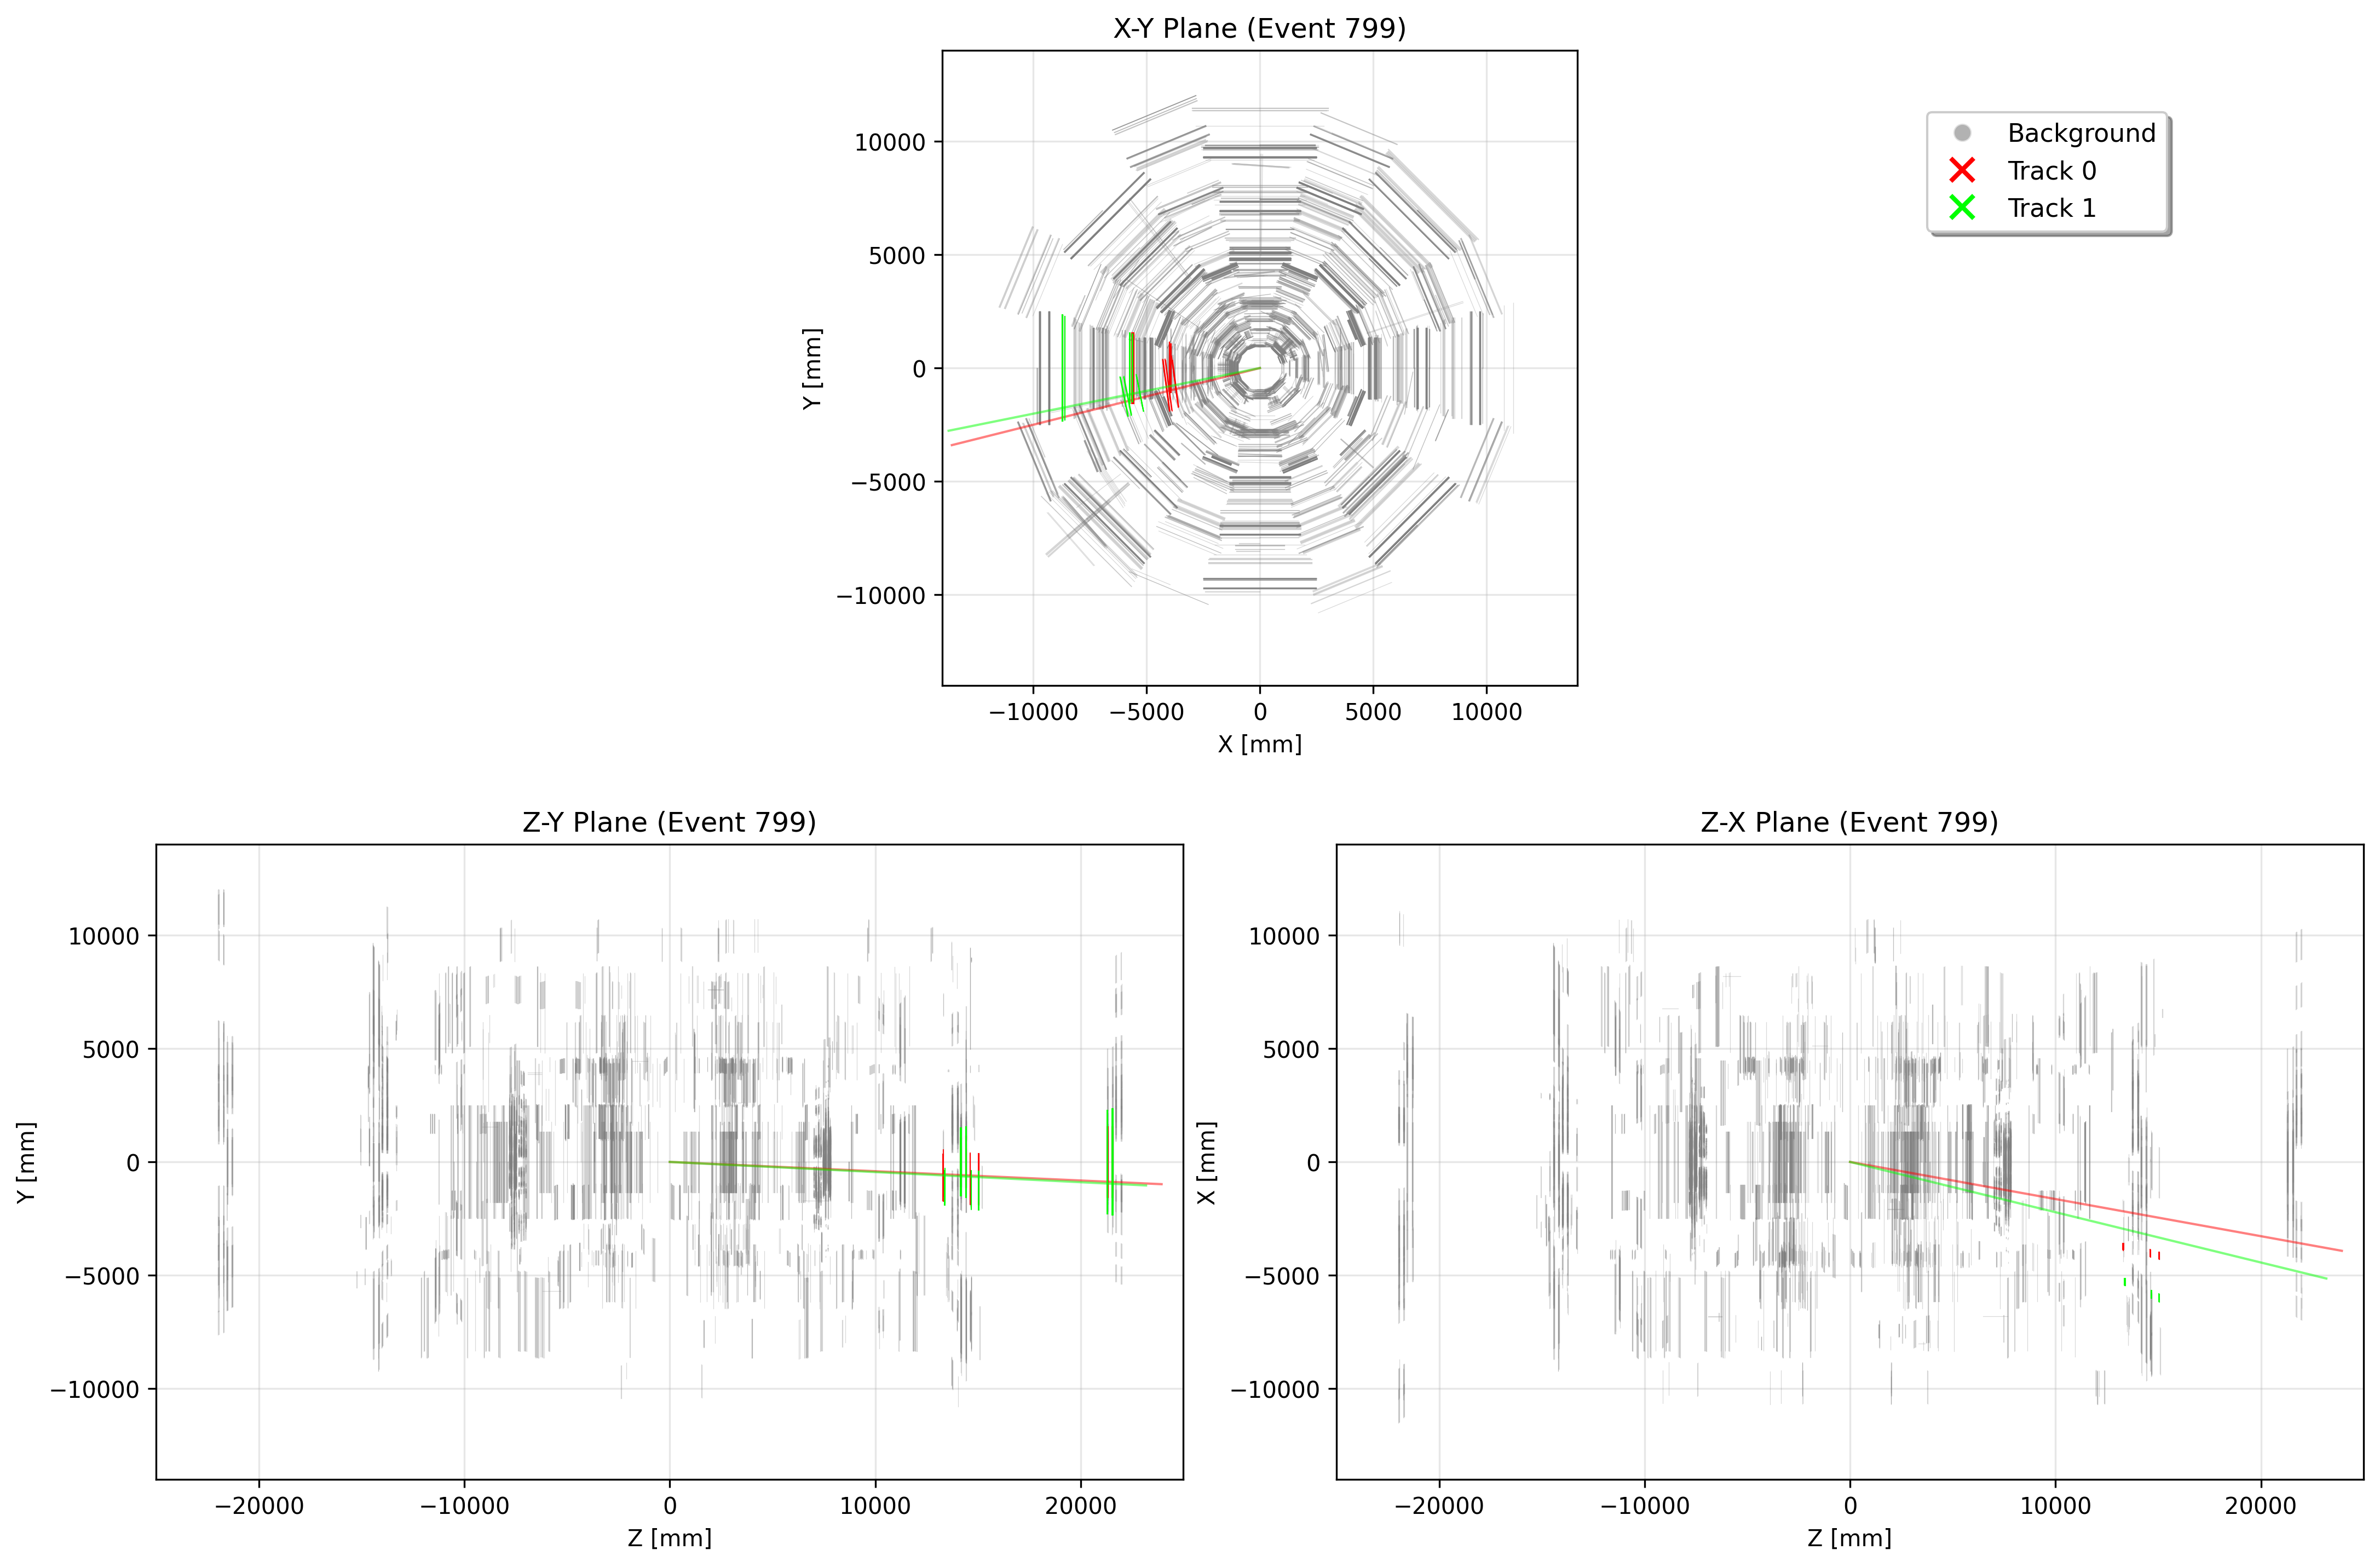 X-Y Plane (Event 799)
Background
Track 0
Track 1
Y [mm]
10000
5000
0
−5000
−10000
−10000 −5000 0 5000 10000
X [mm]
Z-Y Plane (Event 799)
Y [mm]
10000
5000
0
−5000
−10000
−20000 −10000 0 10000 20000
Z [mm]
Z-X Plane (Event 799)
X [mm]
10000
5000
0
−5000
−10000
−20000 −10000 0 10000 20000
Z [mm]